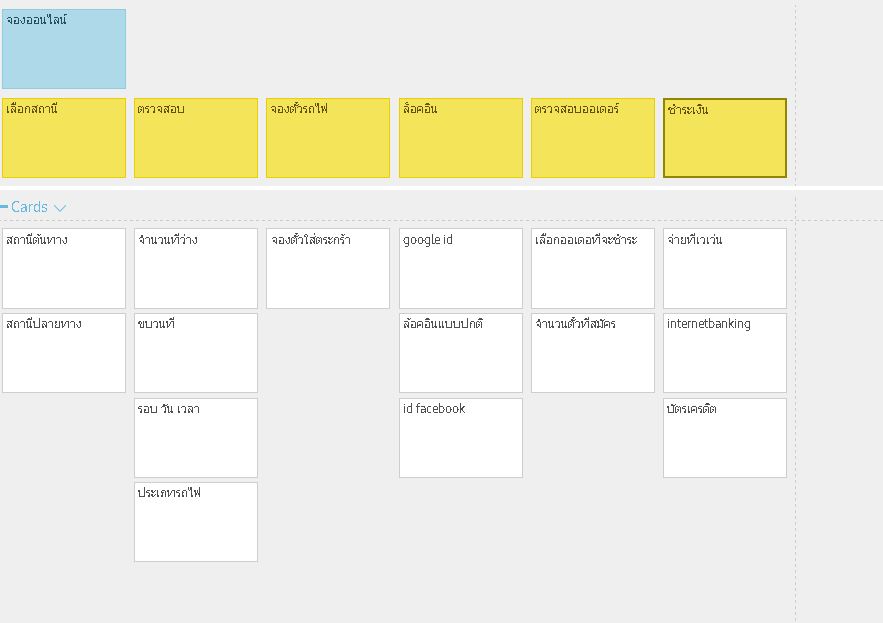 จองออนไลน์
เลือกสถานี ตรวจสอบ จองตั๋วรถไฟ ล้อคอิน ตรวจสอบออเดอร์ ชำระเงิน
Cards
สถานีต้นทาง จำนวนที่ว่าง จองตั๋วใส่ตระกร้า google id เลือกออเดอที่จะชำระ จ่ายที่เวเว่น
สถานีปลายทาง ขบวนที่ ล้อคอินแบบปกติ จำนวนตั๋วที่สมัคร internetbanking
รอบ วัน เวลา id facebook บัตรเครดิต
ประเภทรถไฟ